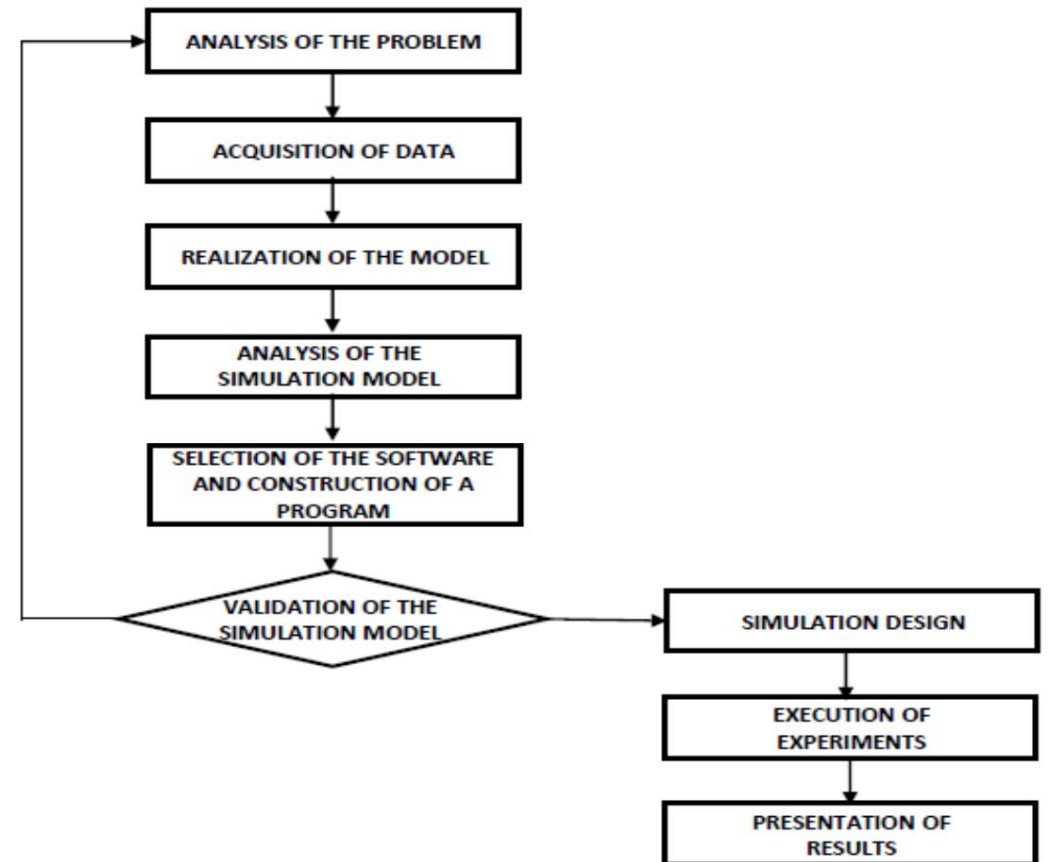 ANALYSIS OF THE PROBLEM
ACQUISITION OF DATA
REALIZATION OF THE MODEL
ANALYSIS OF THE
SIMULATION MODEL
SELECTION OF THE SOFTWARE
AND CONSTRUCTION OF A
PROGRAM
VALIDATION OF THE
SIMULATION MODEL
SIMULATION DESIGN
EXECUTION OF
EXPERIMENTS
PRESENTATION OF
RESULTS